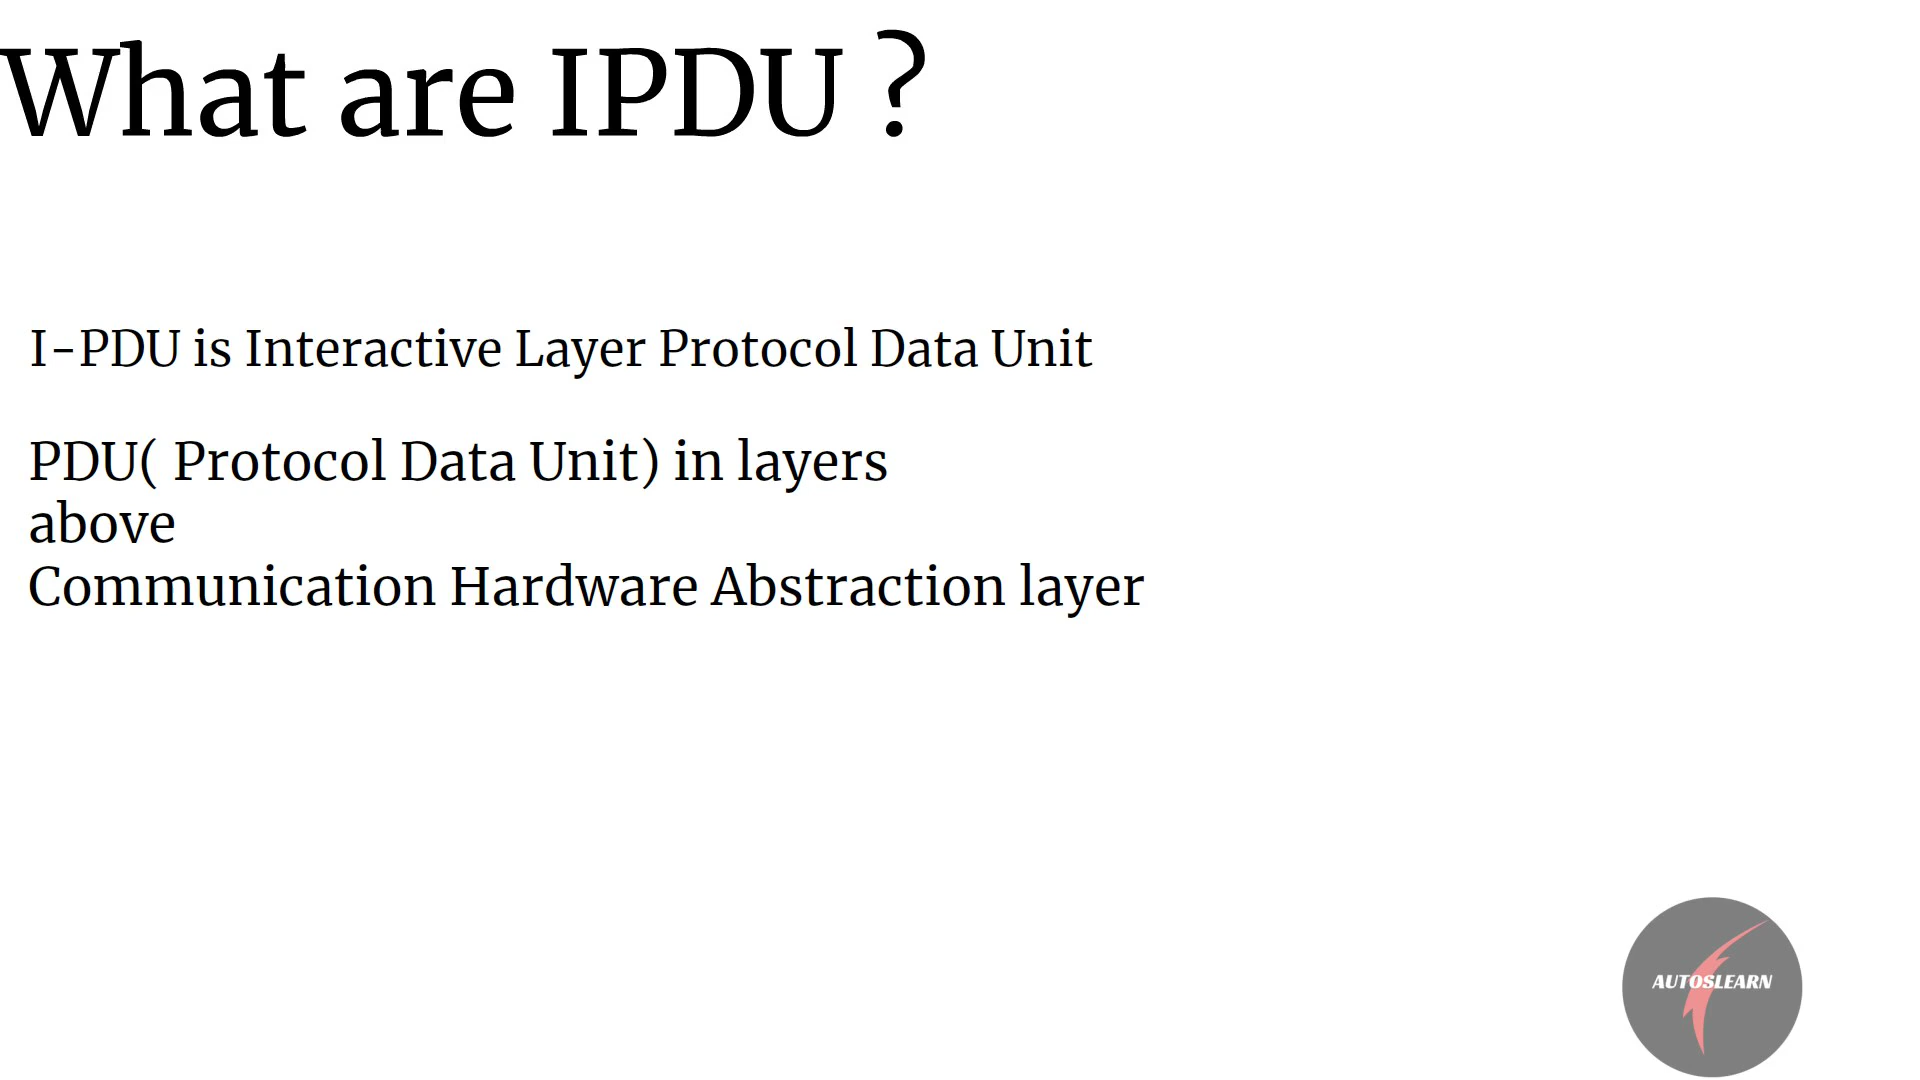 What are IPDU ?
I-PDU is Interactive Layer Protocol Data Unit
PDU( Protocol Data Unit) in layers
above
Communication Hardware Abstraction layer
AUTOSLEARN